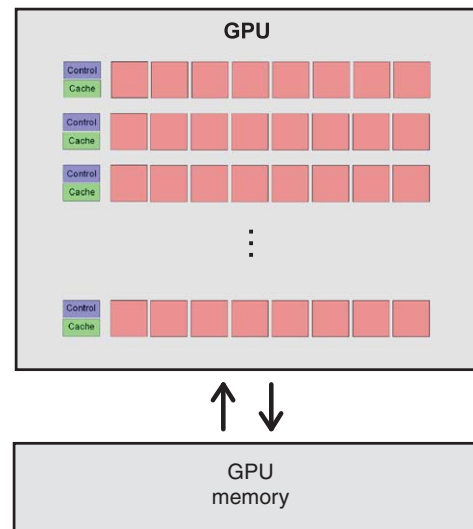 GPU
Control
Cache
Control
Cache
Control
Cache
Control
Cache
GPU
memory